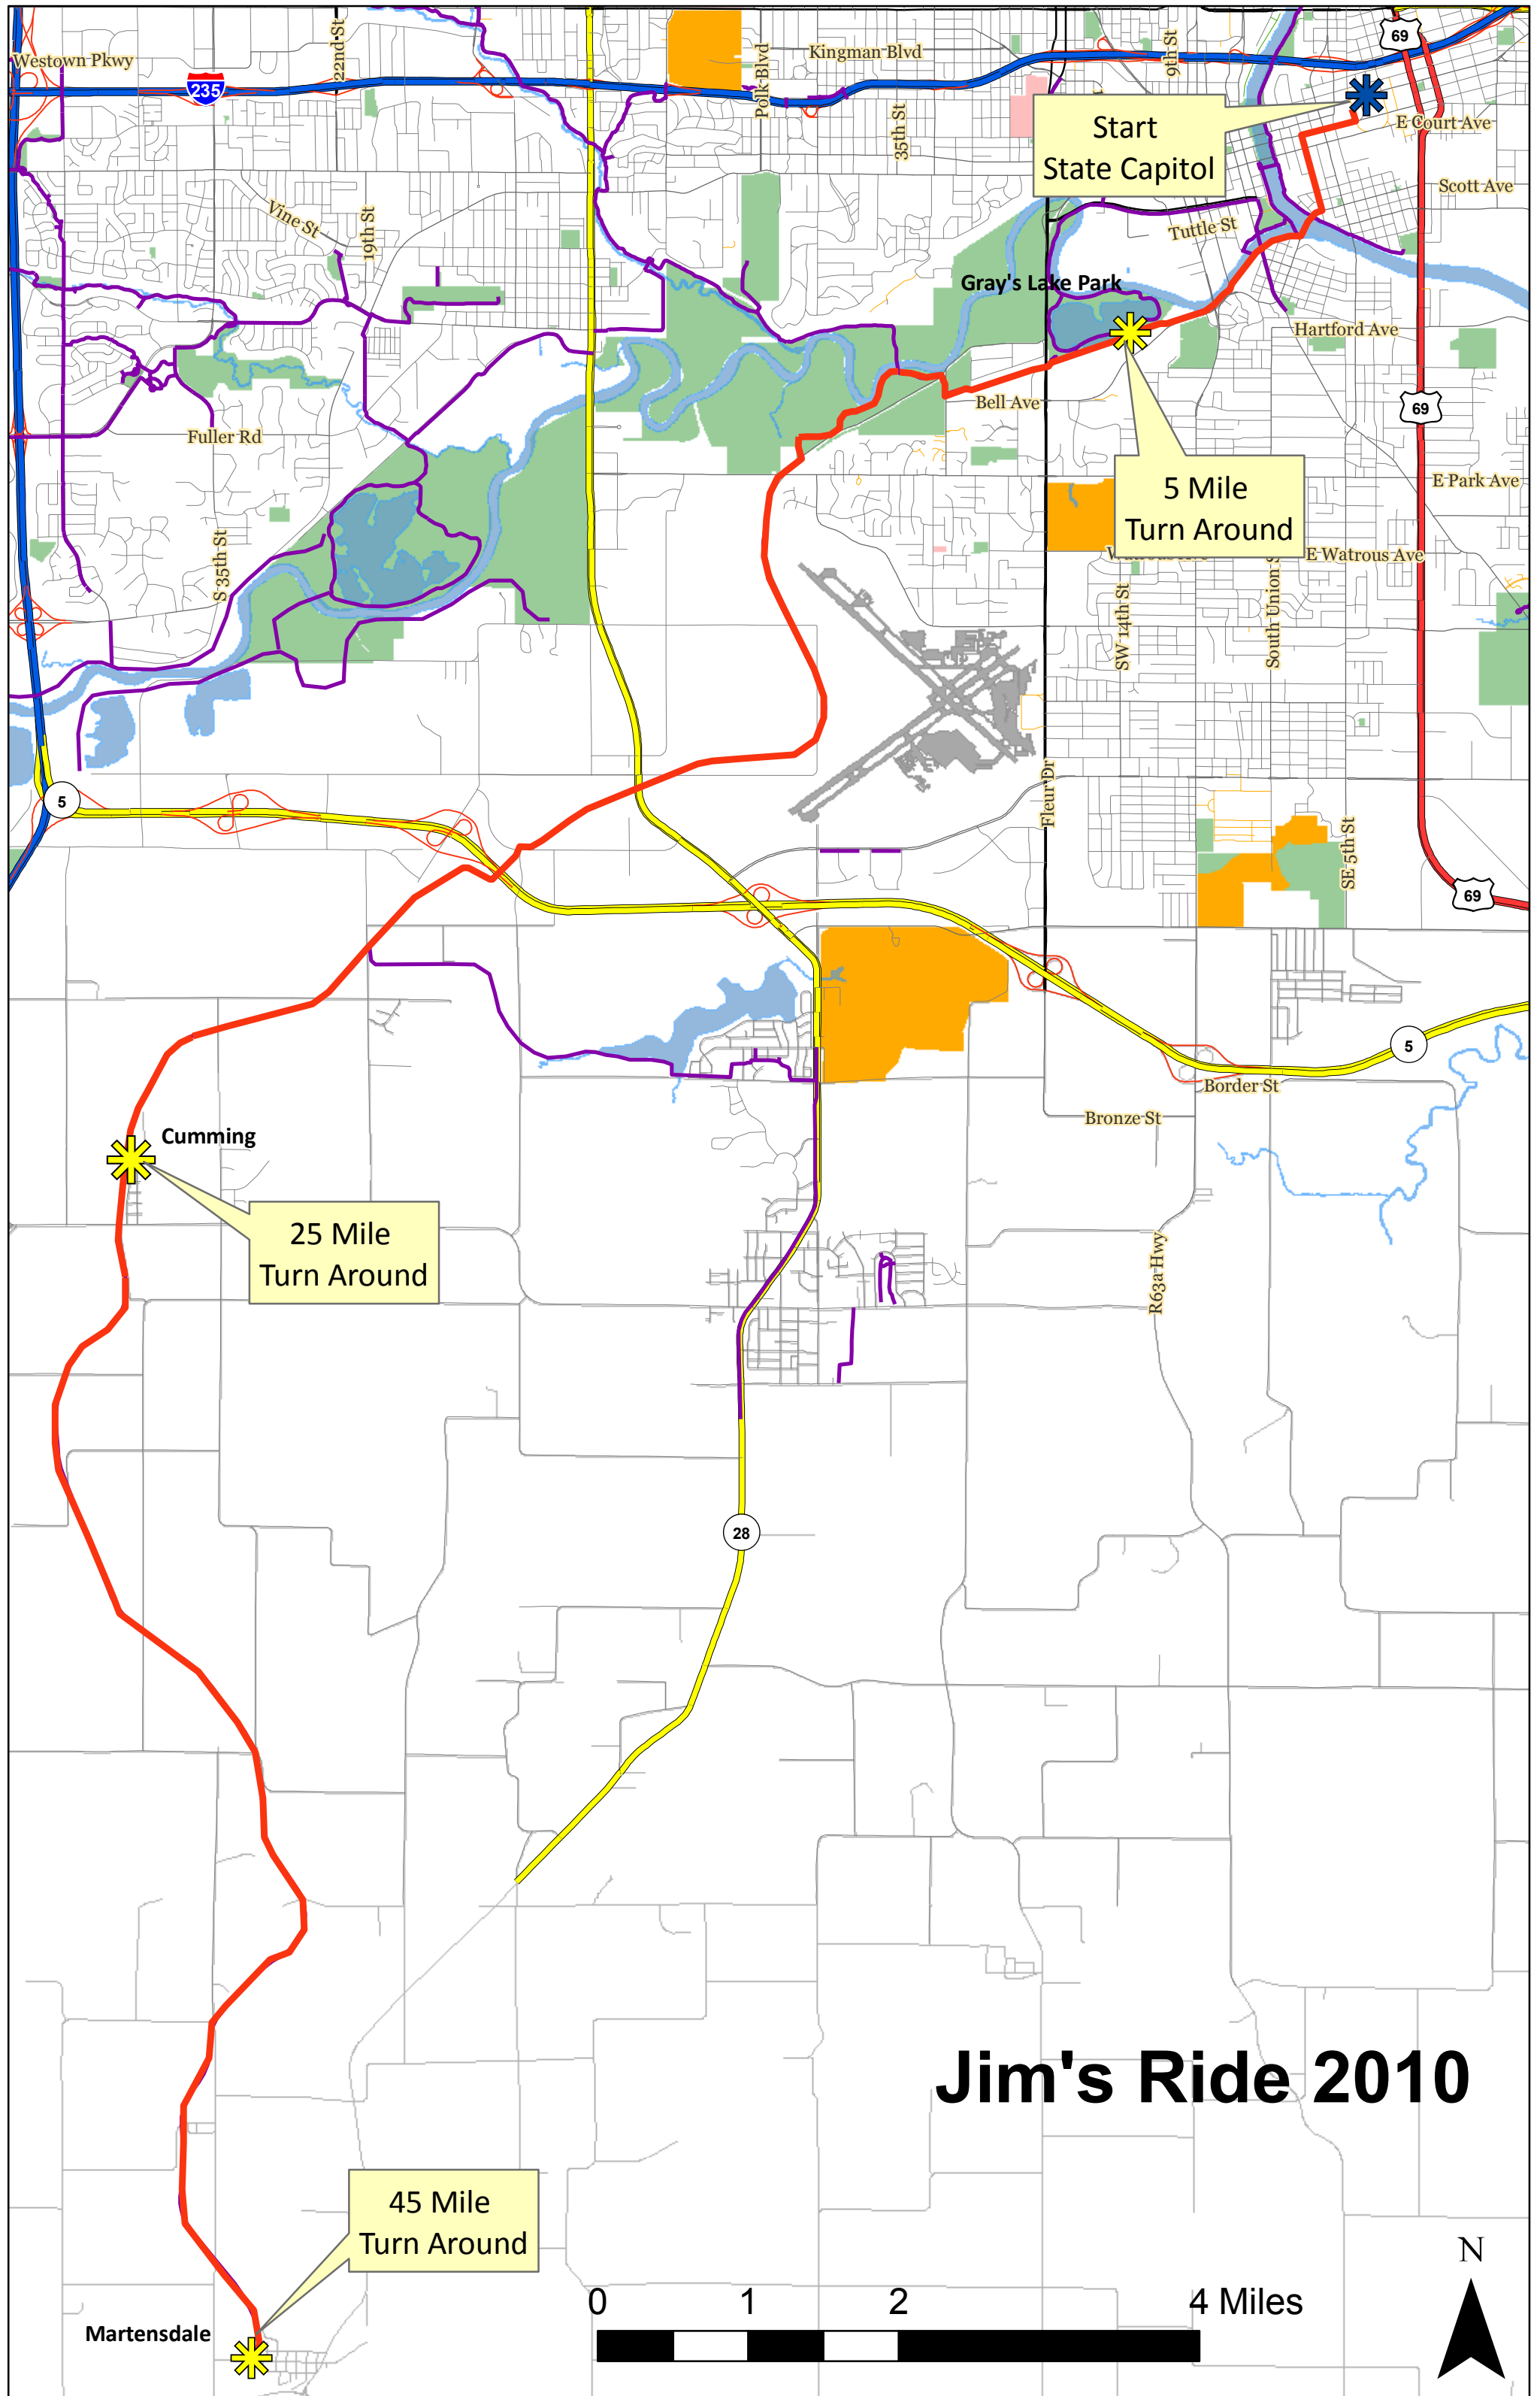 Westown Pkwy
22nd St
Polk Blvd
Kingman Blvd
9th St
69
235
35th St
Start
State Capitol
E Court Ave
Scott Ave
Vine St
19th St
Tuttle St
Gray's Lake Park
Hartford Ave
Bell Ave
69
Fuller Rd
5 Mile
Turn Around
E Park Ave
S 35th St
E Watrous Ave
SW 14th St
South Union S
5
Fleur Dr
SE 5th St
69
5
Border St
Bronze St
Cumming
25 Mile
Turn Around
R63a Hwy
28
Jim's Ride 2010
45 Mile
Turn Around
N
0 1 2 4 Miles
Martensdale